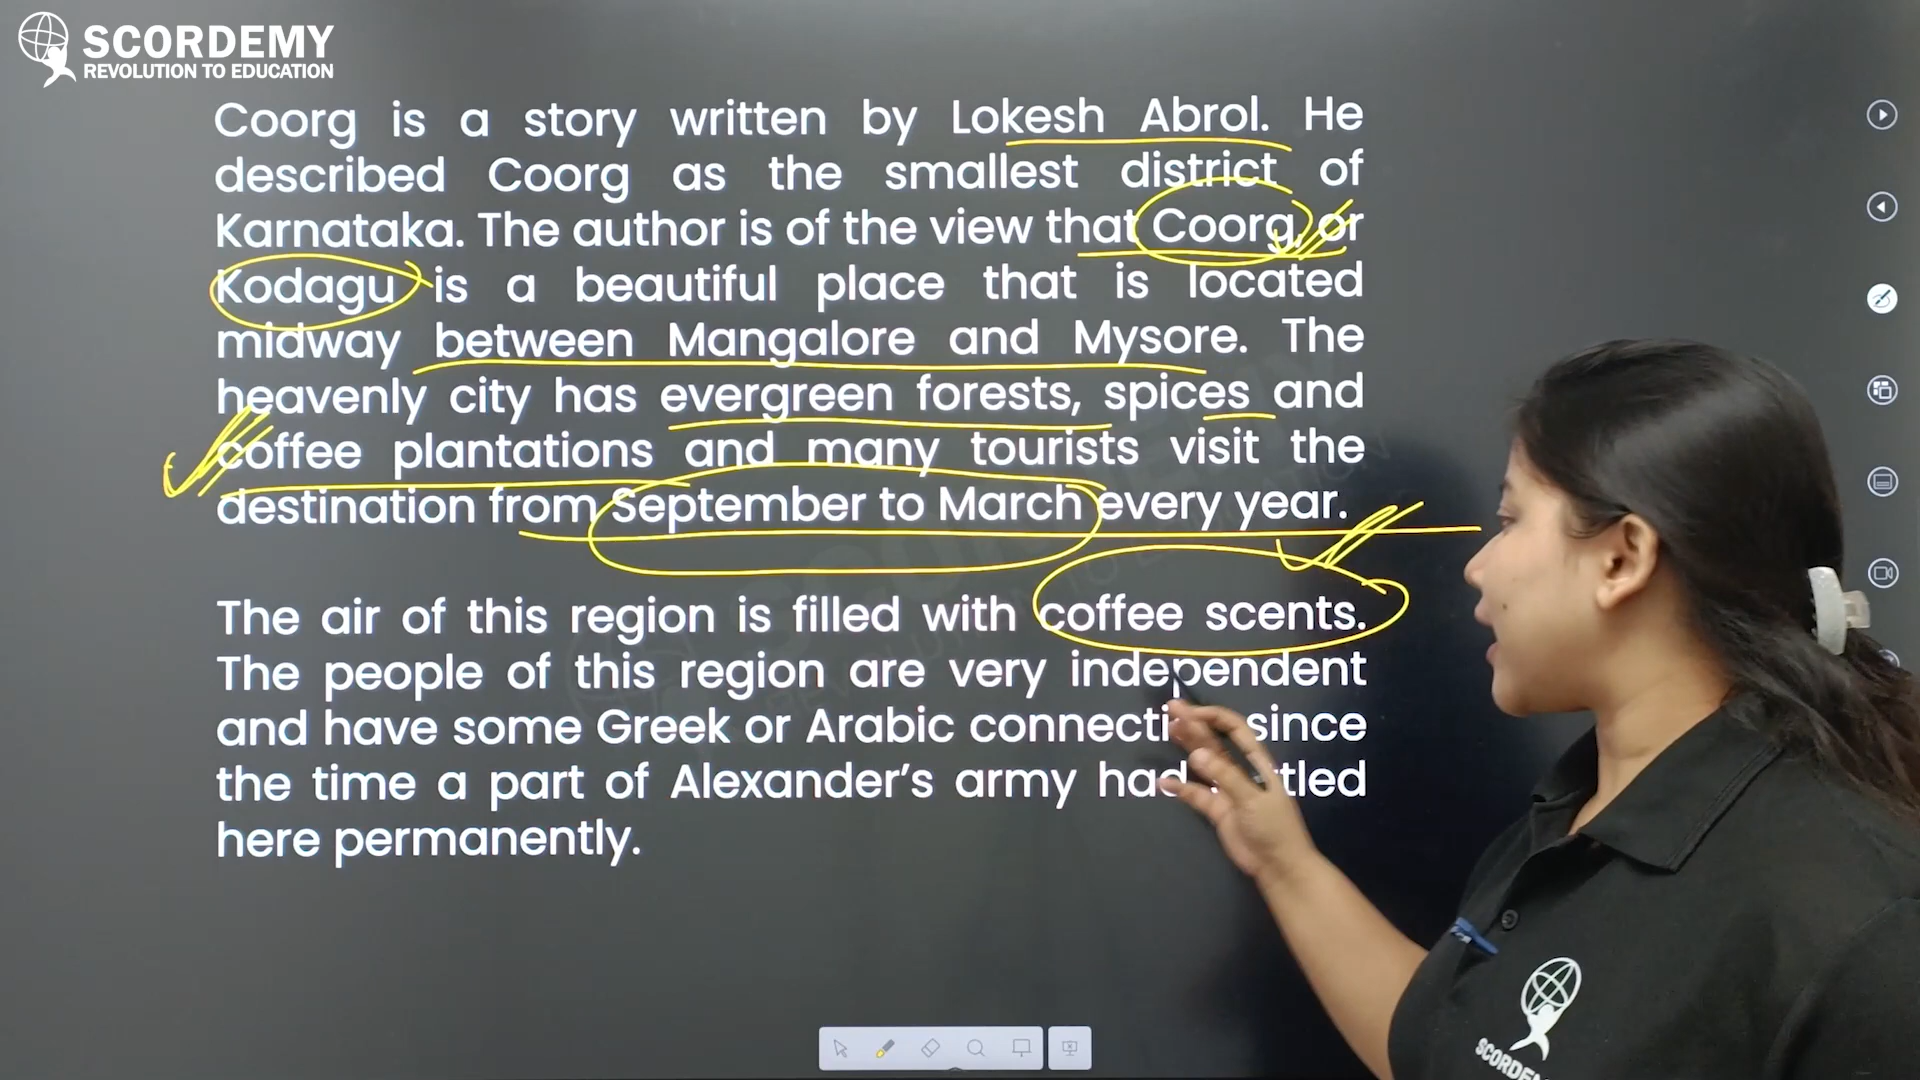 SCORDEMY
REVOLUTION TO EDUCATION
Coorg is a story written by Lokesh Abrol. He
described Coorg as the smallest district of
Karnataka. The author is of the view that Coorg, or
Kodagu is a beautiful place that is located
midway between Mangalore and Mysore. The
heavenly city has evergreen forests, spices and
coffee plantations and many tourists visit the
destination from September to March every year.
The air of this region is filled with coffee scents.
The people of this region are very independent
and have some Greek or Arabic since
the time a part of Alexander's army had
here permanently.